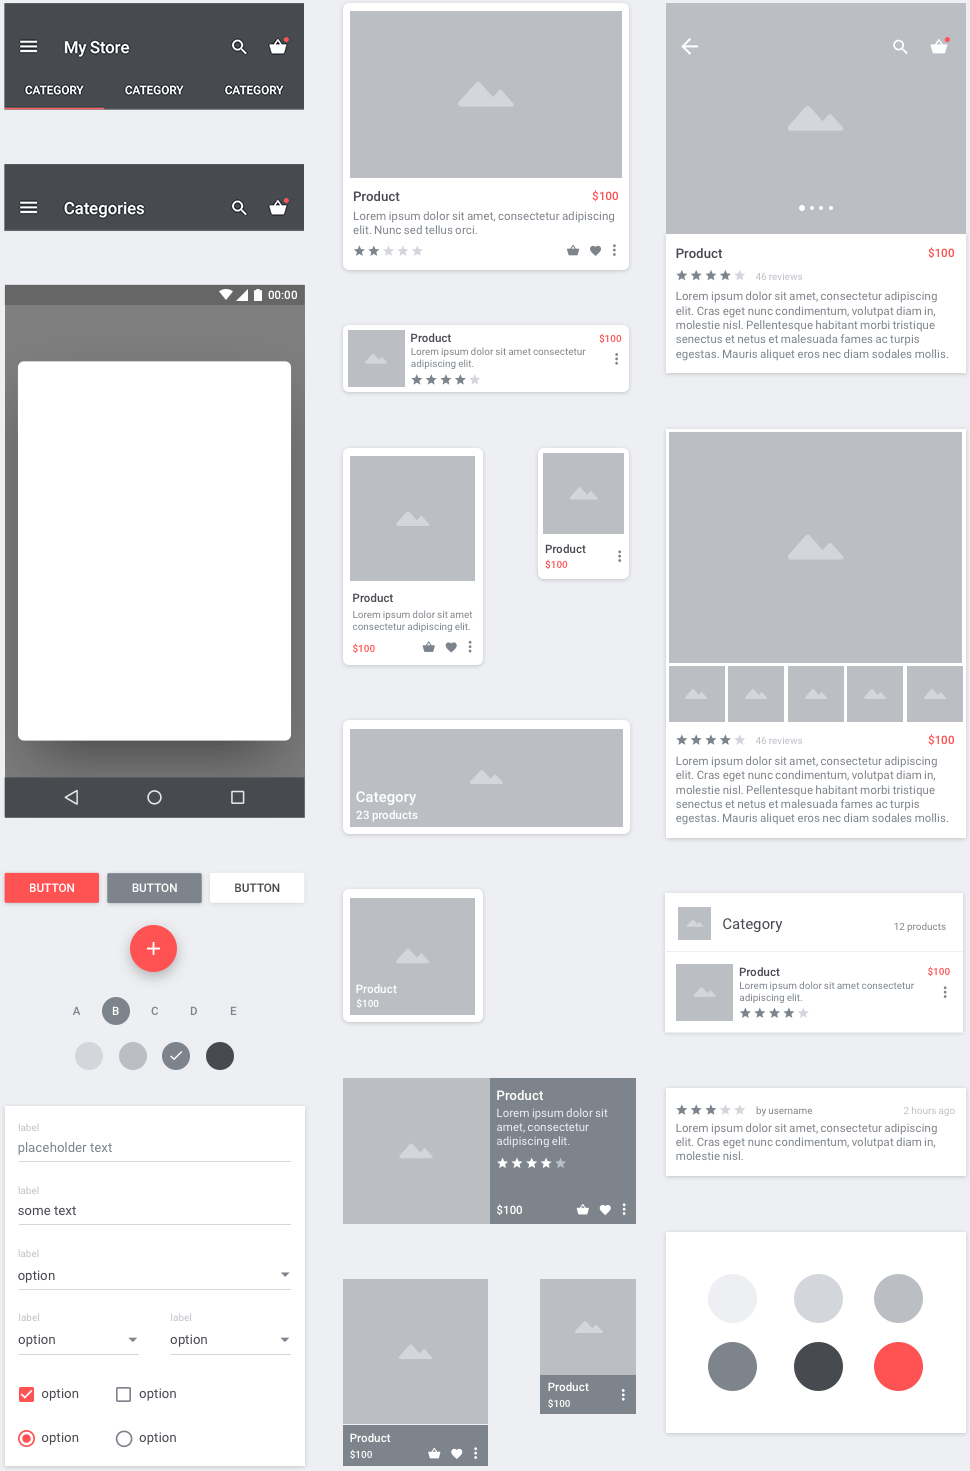 My Store
CATEGORY CATEGORY CATEGORY
Categories
00:00
BUTTON BUTTON BUTTON
A B C D E
label
placeholder text
label
some text
label
option
label label
option option
option option
option option
Product $100
Lorem ipsum dolor sit amet, consectetur adipiscing
elit. Nunc sed tellus orci.
Product $100
Lorem ipsum dolor sit amet consectetur
adipiscing elit.
Product
Lorem ipsum dolor sit amet
consectetur adipiscing elit.
$100
Product
$100
Category
23 products
Product
$100
Product
Lorem ipsum dolor sit
amet, consectetur
adipiscing elit.
$100
Product
$100
Product
$100
Product $100
46 reviews
Lorem ipsum dolor sit amet, consectetur adipiscing
elit. Cras eget nunc condimentum, volutpat diam in,
molestie nisl. Pellentesque habitant morbi tristique
senectus et netus et malesuada fames ac turpis
egestas. Mauris aliquet eros nec diam sodales mollis.
46 reviews $100
Lorem ipsum dolor sit amet, consectetur adipiscing
elit. Cras eget nunc condimentum, volutpat diam in,
molestie nisl. Pellentesque habitant morbi tristique
senectus et netus et malesuada fames ac turpis
egestas. Mauris aliquet eros nec diam sodales mollis.
Category 12 products
Product $100
Lorem ipsum dolor sit amet consectetur
adipiscing elit.
by username 2 hours ago
Lorem ipsum dolor sit amet, consectetur adipiscing
elit. Cras eget nunc condimentum, volutpat diam in,
molestie nisl.